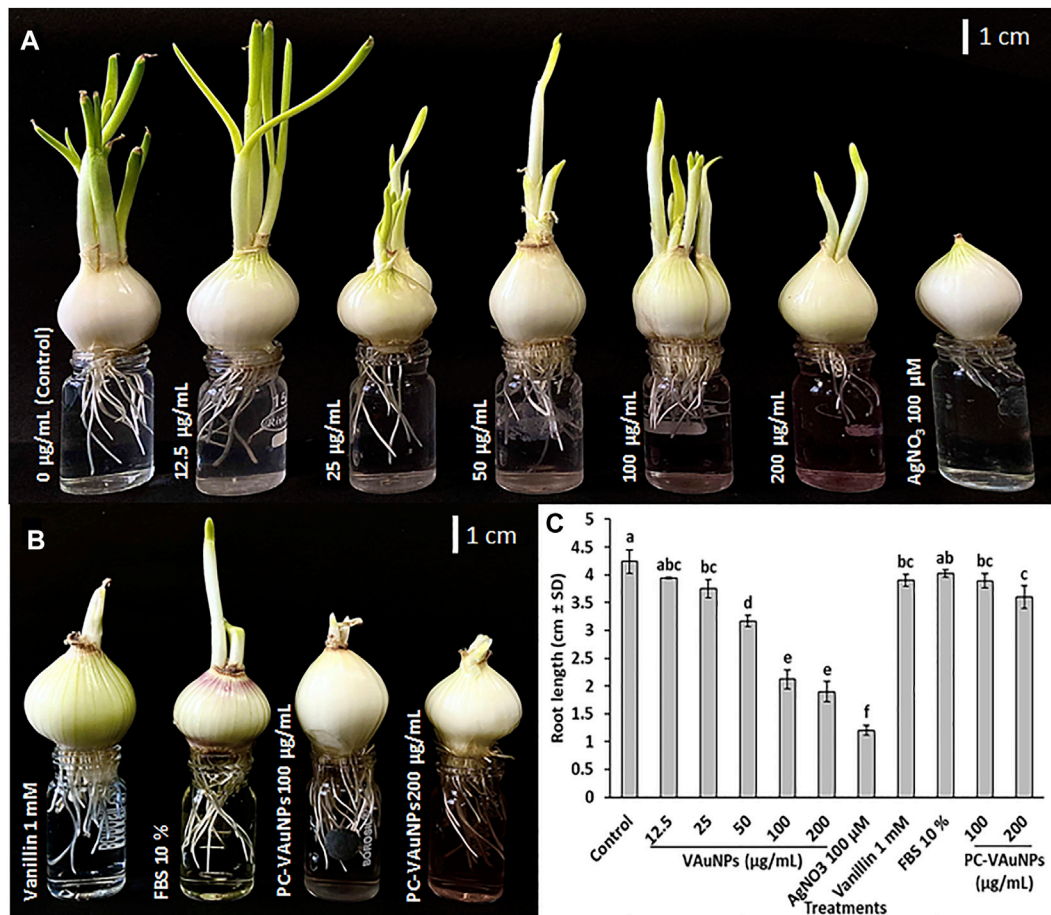 A
1 cm
0 µg/mL (Control)
12.5 µg/mL
25 µg/mL
50 µg/mL
100 µg/mL
200 µg/mL
AgNO3 100 µM
B
1 cm
Vanillin 1 mM
FBS 10 %
PC-VAuNPs100 µg/mL
PC-VAuNPs200 µg/mL
C
Root length (cm ± SD)
5
4.5
4
3.5
3
2.5
2
1.5
1
0.5
0
a
abc
bc
d
e
e
f
bc
ab
bc
c
Control
12.5
25
50
100
200
AgNO3 100 µM
Vanillin 1 mM
FBS 10 %
100
200
VAuNPs (µg/mL)
PC-VAuNPs
(µg/mL)
Treatments